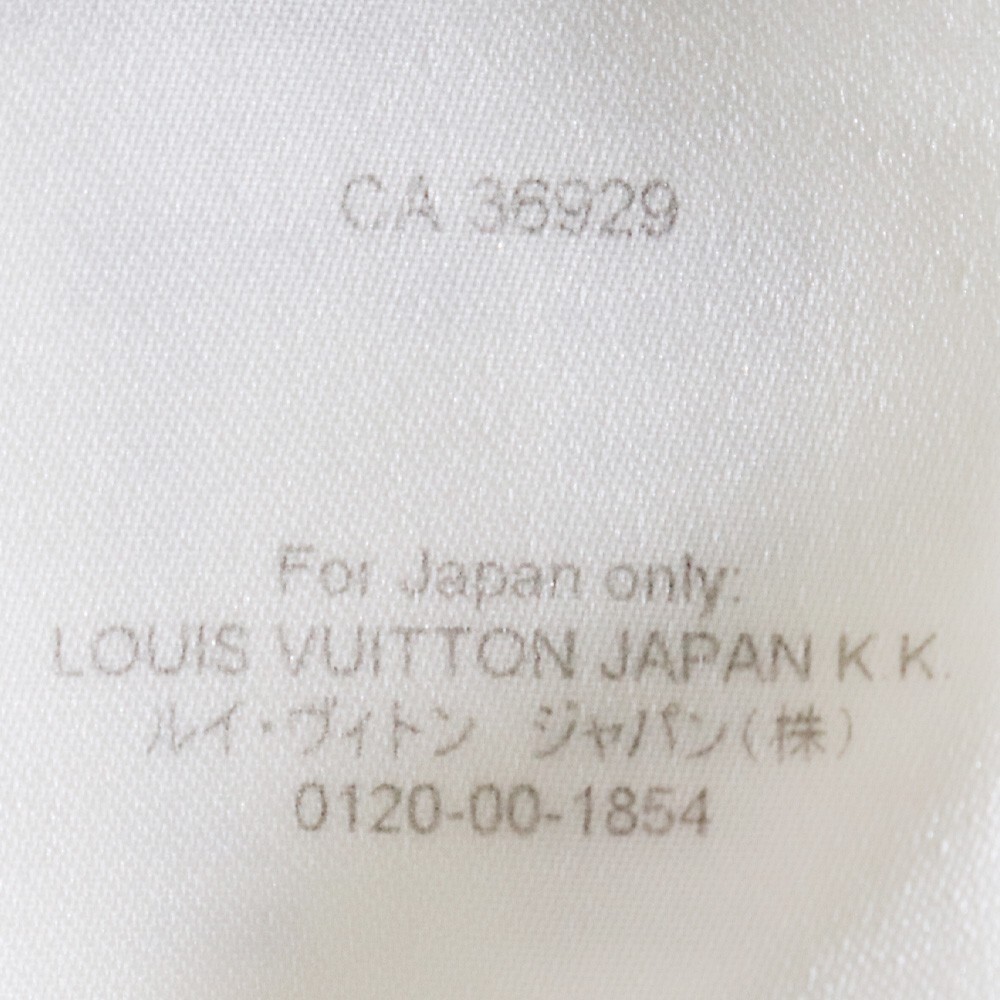 CA 36929
For Japan only:
LOUIS VUITTON JAPAN K.K.
ルイ・ヴィトン ジャパン(株)
0120-00-1854